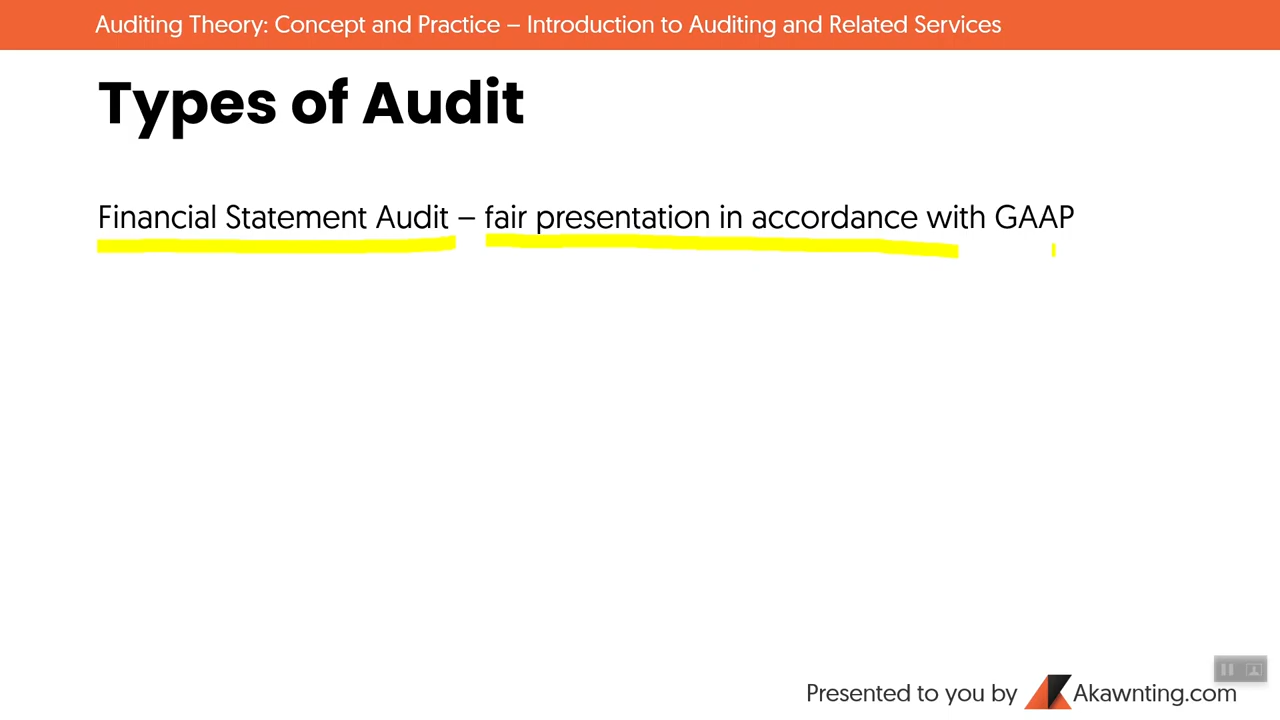 Auditing Theory: Concept and Practice – Introduction to Auditing and Related Services
Types of Audit
Financial Statement Audit – fair presentation in accordance with GAAP
Presented to you by Akawnting.com